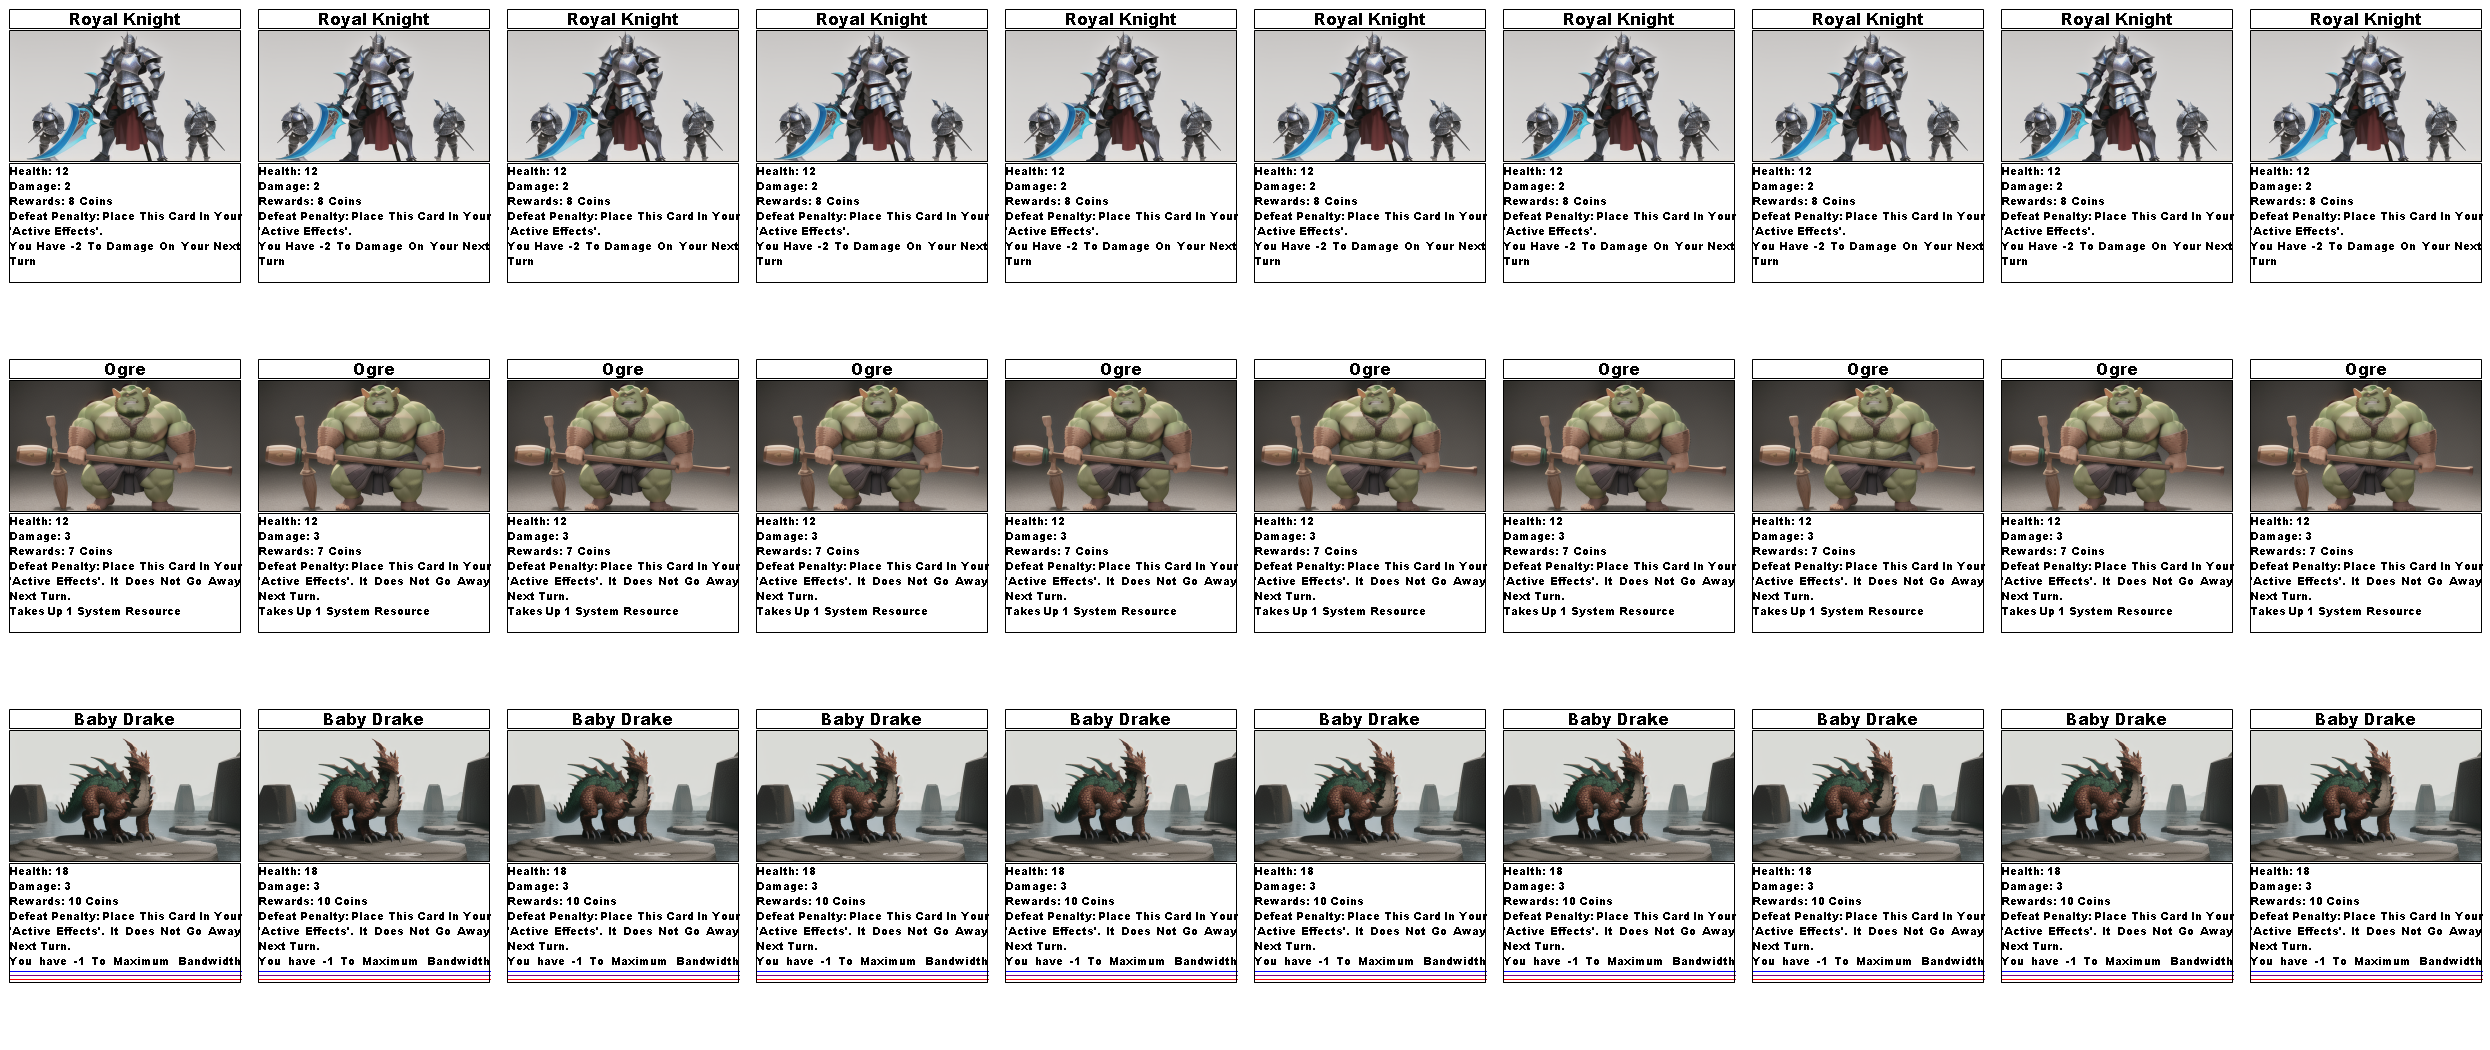 Royal Knight Royal Knight Royal Knight Royal Knight Royal Knight Royal Knight Royal Knight Royal Knight Royal Knight Royal Knight
Health: 12 Health: 12 Health: 12 Health: 12 Health: 12 Health: 12 Health: 12 Health: 12 Health: 12 Health: 12
Damage: 2 Damage: 2 Damage: 2 Damage: 2 Damage: 2 Damage: 2 Damage: 2 Damage: 2 Damage: 2 Damage: 2
Rewards: 8 Coins Rewards: 8 Coins Rewards: 8 Coins Rewards: 8 Coins Rewards: 8 Coins Rewards: 8 Coins Rewards: 8 Coins Rewards: 8 Coins Rewards: 8 Coins Rewards: 8 Coins
Defeat Penalty: Place This Card In Your Defeat Penalty: Place This Card In Your Defeat Penalty: Place This Card In Your Defeat Penalty: Place This Card In Your Defeat Penalty: Place This Card In Your Defeat Penalty: Place This Card In Your Defeat Penalty: Place This Card In Your Defeat Penalty: Place This Card In Your Defeat Penalty: Place This Card In Your Defeat Penalty: Place This Card In Your
'Active Effects'. 'Active Effects'. 'Active Effects'. 'Active Effects'. 'Active Effects'. 'Active Effects'. 'Active Effects'. 'Active Effects'. 'Active Effects'. 'Active Effects'.
You Have -2 To Damage On Your Next You Have -2 To Damage On Your Next You Have -2 To Damage On Your Next You Have -2 To Damage On Your Next You Have -2 To Damage On Your Next You Have -2 To Damage On Your Next You Have -2 To Damage On Your Next You Have -2 To Damage On Your Next You Have -2 To Damage On Your Next You Have -2 To Damage On Your Next
Turn Turn Turn Turn Turn Turn Turn Turn Turn Turn
Ogre Ogre Ogre Ogre Ogre Ogre Ogre Ogre Ogre Ogre
Health: 12 Health: 12 Health: 12 Health: 12 Health: 12 Health: 12 Health: 12 Health: 12 Health: 12 Health: 12
Damage: 3 Damage: 3 Damage: 3 Damage: 3 Damage: 3 Damage: 3 Damage: 3 Damage: 3 Damage: 3 Damage: 3
Rewards: 7 Coins Rewards: 7 Coins Rewards: 7 Coins Rewards: 7 Coins Rewards: 7 Coins Rewards: 7 Coins Rewards: 7 Coins Rewards: 7 Coins Rewards: 7 Coins Rewards: 7 Coins
Defeat Penalty: Place This Card In Your Defeat Penalty: Place This Card In Your Defeat Penalty: Place This Card In Your Defeat Penalty: Place This Card In Your Defeat Penalty: Place This Card In Your Defeat Penalty: Place This Card In Your Defeat Penalty: Place This Card In Your Defeat Penalty: Place This Card In Your Defeat Penalty: Place This Card In Your Defeat Penalty: Place This Card In Your
'Active Effects'. It Does Not Go Away 'Active Effects'. It Does Not Go Away 'Active Effects'. It Does Not Go Away 'Active Effects'. It Does Not Go Away 'Active Effects'. It Does Not Go Away 'Active Effects'. It Does Not Go Away 'Active Effects'. It Does Not Go Away 'Active Effects'. It Does Not Go Away 'Active Effects'. It Does Not Go Away 'Active Effects'. It Does Not Go Away
Next Turn. Next Turn. Next Turn. Next Turn. Next Turn. Next Turn. Next Turn. Next Turn. Next Turn. Next Turn.
Takes Up 1 System Resource Takes Up 1 System Resource Takes Up 1 System Resource Takes Up 1 System Resource Takes Up 1 System Resource Takes Up 1 System Resource Takes Up 1 System Resource Takes Up 1 System Resource Takes Up 1 System Resource Takes Up 1 System Resource
Baby Drake Baby Drake Baby Drake Baby Drake Baby Drake Baby Drake Baby Drake Baby Drake Baby Drake Baby Drake
Health: 18 Health: 18 Health: 18 Health: 18 Health: 18 Health: 18 Health: 18 Health: 18 Health: 18 Health: 18
Damage: 3 Damage: 3 Damage: 3 Damage: 3 Damage: 3 Damage: 3 Damage: 3 Damage: 3 Damage: 3 Damage: 3
Rewards: 10 Coins Rewards: 10 Coins Rewards: 10 Coins Rewards: 10 Coins Rewards: 10 Coins Rewards: 10 Coins Rewards: 10 Coins Rewards: 10 Coins Rewards: 10 Coins Rewards: 10 Coins
Defeat Penalty: Place This Card In Your Defeat Penalty: Place This Card In Your Defeat Penalty: Place This Card In Your Defeat Penalty: Place This Card In Your Defeat Penalty: Place This Card In Your Defeat Penalty: Place This Card In Your Defeat Penalty: Place This Card In Your Defeat Penalty: Place This Card In Your Defeat Penalty: Place This Card In Your Defeat Penalty: Place This Card In Your
'Active Effects'. It Does Not Go Away 'Active Effects'. It Does Not Go Away 'Active Effects'. It Does Not Go Away 'Active Effects'. It Does Not Go Away 'Active Effects'. It Does Not Go Away 'Active Effects'. It Does Not Go Away 'Active Effects'. It Does Not Go Away 'Active Effects'. It Does Not Go Away 'Active Effects'. It Does Not Go Away 'Active Effects'. It Does Not Go Away
Next Turn. Next Turn. Next Turn. Next Turn. Next Turn. Next Turn. Next Turn. Next Turn. Next Turn. Next Turn.
You have -1 To Maximum Bandwidth You have -1 To Maximum Bandwidth You have -1 To Maximum Bandwidth You have -1 To Maximum Bandwidth You have -1 To Maximum Bandwidth You have -1 To Maximum Bandwidth You have -1 To Maximum Bandwidth You have -1 To Maximum Bandwidth You have -1 To Maximum Bandwidth You have -1 To Maximum Bandwidth